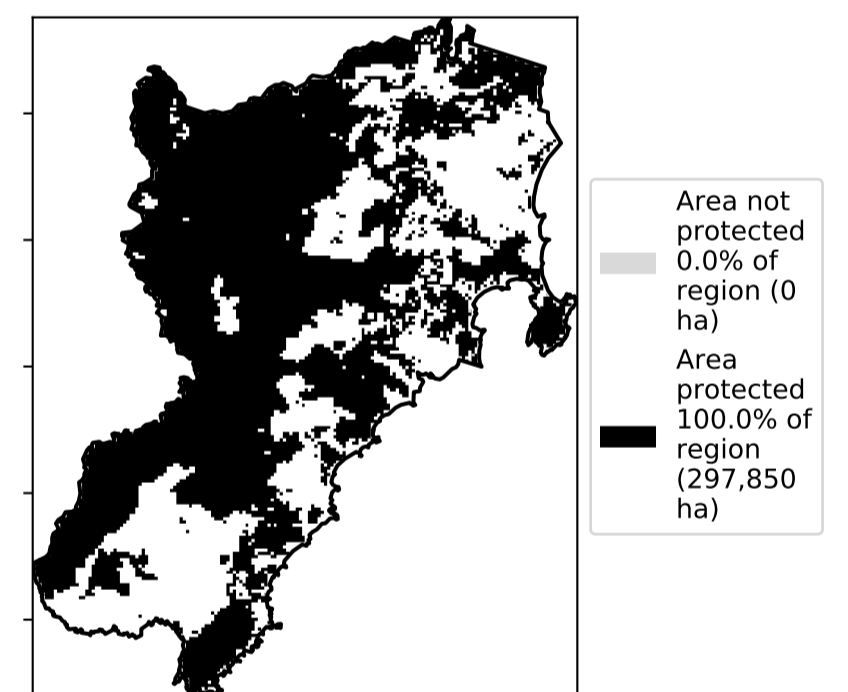 Area not
protected
0.0% of
region (0
ha)
Area
protected
100.0% of
region
(297,850
ha)